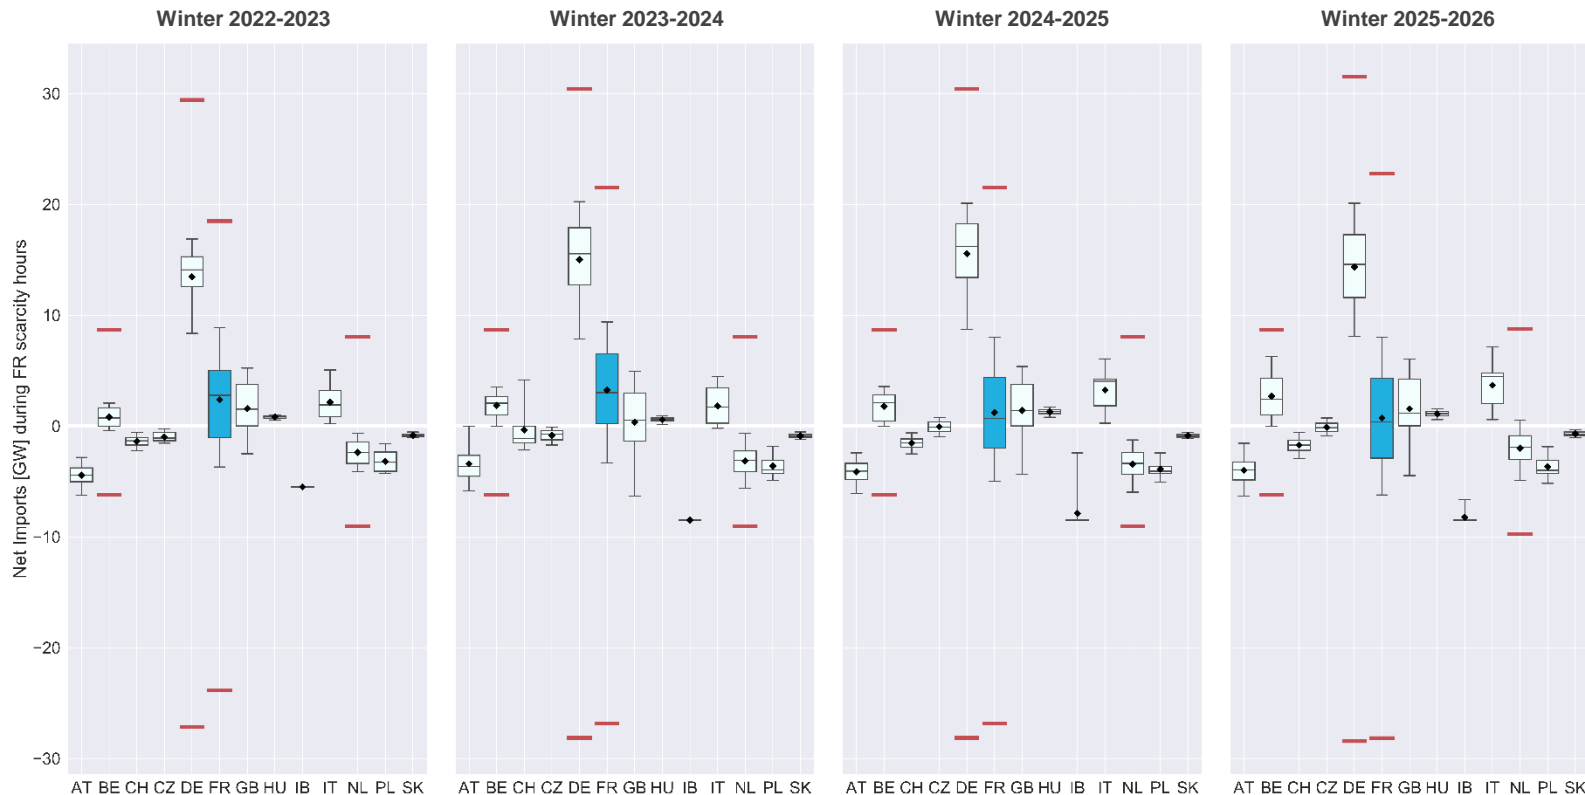 Winter 2022-2023
Winter 2023-2024
Winter 2024-2025
Winter 2025-2026
Net Imports [GW] during FR scarcity hours
30
20
10
0
−10
−20
−30
AT BE CH CZ DE FR GB HU IB IT NL PL SK
AT BE CH CZ DE FR GB HU IB IT NL PL SK
AT BE CH CZ DE FR GB HU IB IT NL PL SK
AT BE CH CZ DE FR GB HU IB IT NL PL SK